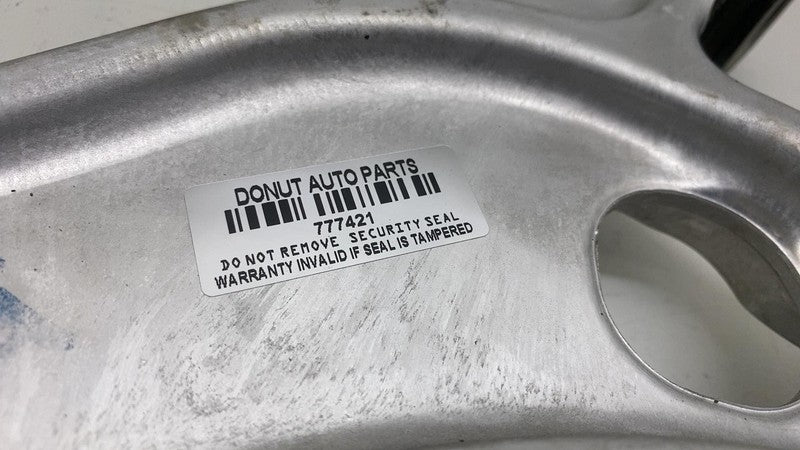 DONUT AUTO PARTS
777421
DO NOT REMOVE SECURITY SEAL
WARRANTY INVALID IF SEAL IS TAMPERED